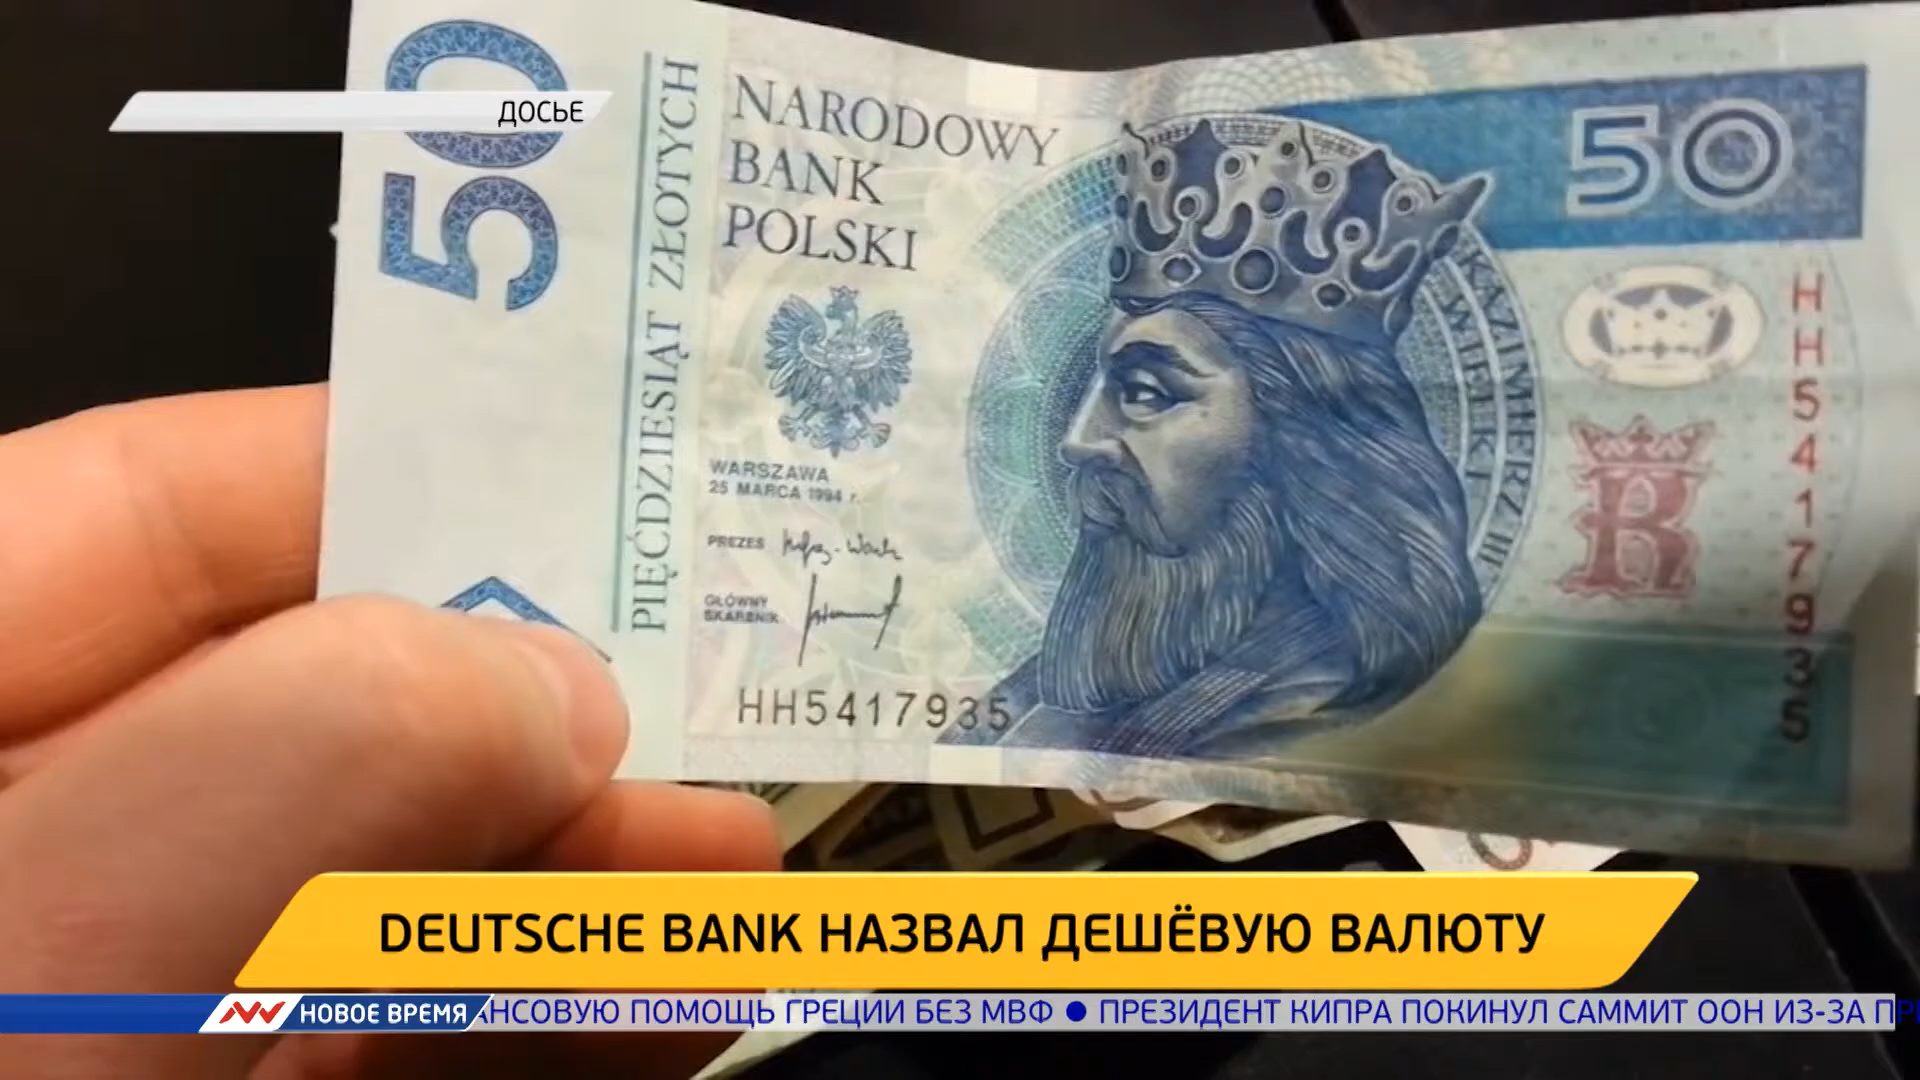 ДОСЬЕ
50
PIĘĆDZIESIĄT ZŁOTYCH
NARODOWY
BANK
POLSKI
WARSZAWA
25 MARCA 1994 r.
PREZES
GŁÓWNY
SKARBNIK
HH5417935
KAZIMIERZ III
WIELKI
50
R
HH5417935
DEUTSCHE BANK НАЗВАЛ ДЕШЁВУЮ ВАЛЮТУ
НОВОЕ ВРЕМЯ
АНСОВУЮ ПОМОЩЬ ГРЕЦИИ БЕЗ МВФ ● ПРЕЗИДЕНТ КИПРА ПОКИНУЛ САММИТ ООН ИЗ-ЗА ПР